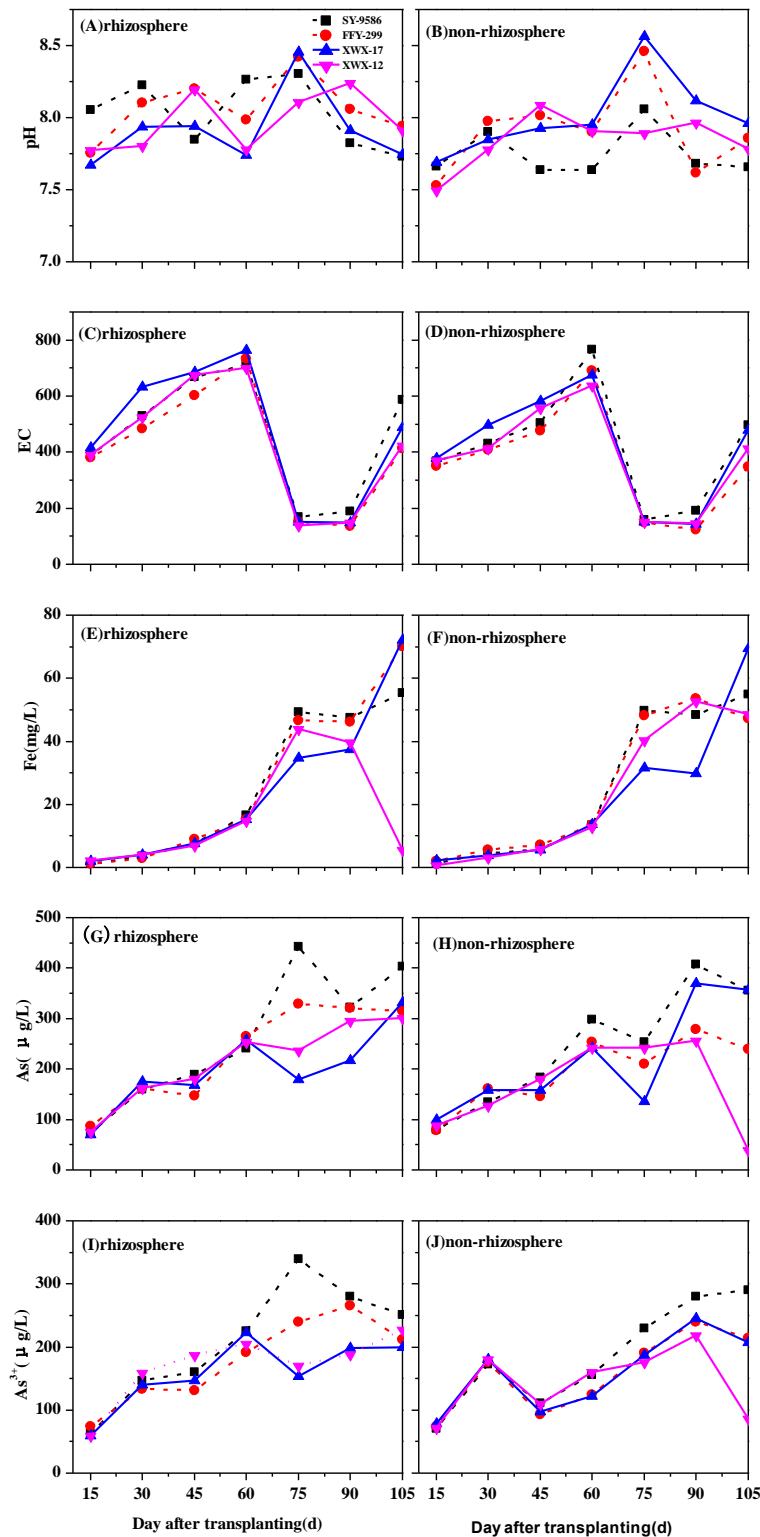 (A)rhizosphere
SY-9586
FFY-299
XWX-17
XWX-12
(B)non-rhizosphere
8.5
8.0
7.5
7.0
pH
(C)rhizosphere
(D)non-rhizosphere
800
600
400
200
0
EC
(E)rhizosphere
(F)non-rhizosphere
80
60
40
20
0
Fe(mg/L)
(G) rhizosphere
(H)non-rhizosphere
500
400
300
200
100
0
As( μ g/L)
(I)rhizosphere
(J)non-rhizosphere
400
300
200
100
0
As³⁺( μ g/L)
15 30 45 60 75 90 105 15 30 45 60 75 90 105
Day after transplanting(d) Day after transplanting(d)